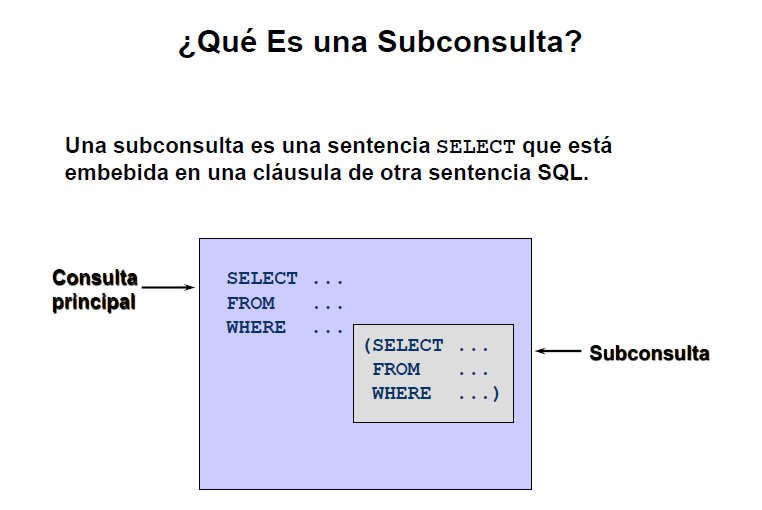 ¿Qué Es una Subconsulta?
Una subconsulta es una sentencia SELECT que está
embebida en una cláusula de otra sentencia SQL.
Consulta
principal
SELECT ...
FROM ...
WHERE ...
(SELECT ...
FROM ...
WHERE ...)
Subconsulta